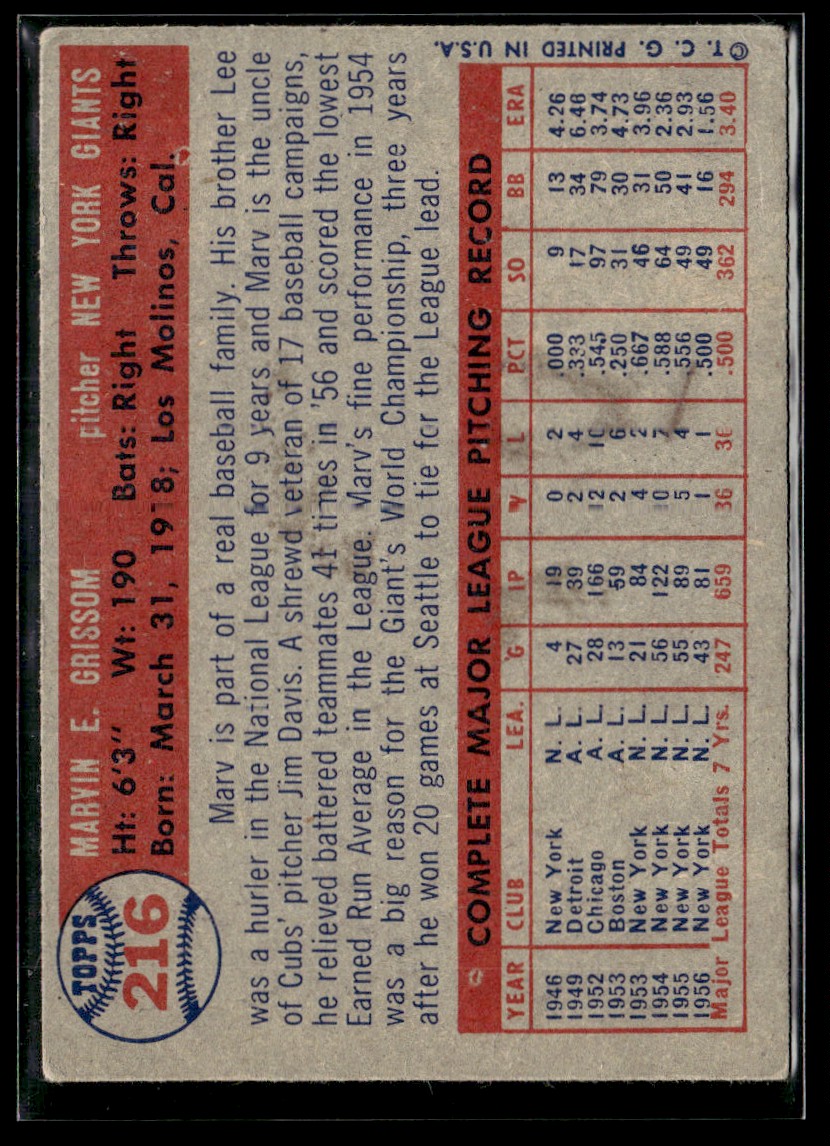 TOPPS
216
MARVIN E. GRISSOM pitcher NEW YORK GIANTS
Ht: 6'3" Wt: 190 Bats: Right Throws: Right
Born: March 31, 1918; Los Molinos, Cal.
Marv is part of a real baseball family. His brother Lee
was a hurler in the National League for 9 years and Marv is the uncle
of Cubs' pitcher Jim Davis. A shrewd veteran of 17 baseball campaigns,
he relieved battered teammates 41 times in '56 and scored the lowest
Earned Run Average in the League. Marv's fine performance in 1954
was a big reason for the Giant's World Championship, three years
after he won 20 games at Seattle to tie for the League lead.
COMPLETE MAJOR LEAGUE PITCHING RECORD
YEAR CLUB LEA. G IP W L PCT SO BB ERA
1946 New York N. L. 4 19 0 2 .000 9 13 4.26
1949 Detroit A. L. 27 39 2 4 .333 17 34 6.46
1952 Chicago A. L. 28 166 12 10 .545 97 79 3.74
1953 Boston A. L. 13 59 2 6 .250 31 30 4.73
1953 New York N. L. 21 84 4 2 .667 46 31 3.96
1954 New York N. L. 56 122 10 7 .588 64 50 2.36
1955 New York N. L. 55 89 5 4 .556 49 41 2.93
1956 New York N. L. 43 81 1 1 .500 49 16 1.56
Major League Totals 7 Yrs. 247 659 36 36 .500 362 294 3.40
© T. C. G. PRINTED IN U.S.A.